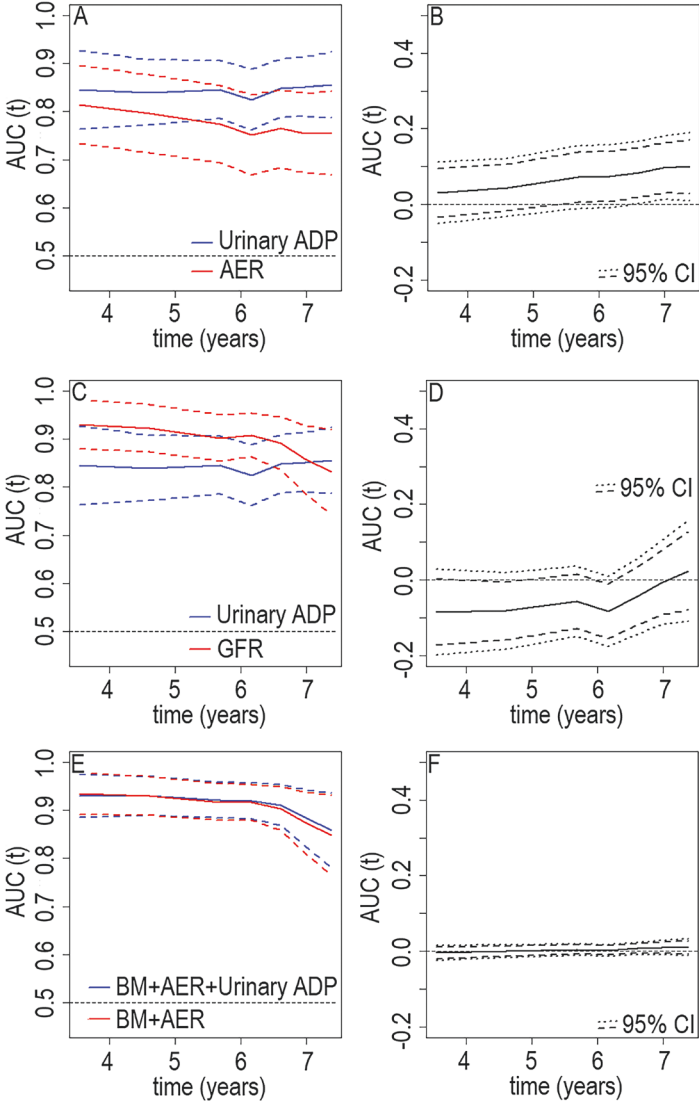 A
AUC (t)
1.0
0.9
0.8
0.7
0.6
0.5
Urinary ADP
AER
4 5 6 7
time (years)
B
AUC (t)
0.4
0.2
0.0
-0.2
95% CI
4 5 6 7
time (years)
C
AUC (t)
1.0
0.9
0.8
0.7
0.6
0.5
Urinary ADP
GFR
4 5 6 7
time (years)
D
AUC (t)
0.4
0.2
0.0
-0.2
95% CI
4 5 6 7
time (years)
E
AUC (t)
1.0
0.9
0.8
0.7
0.6
0.5
BM+AER+Urinary ADP
BM+AER
4 5 6 7
time (years)
F
AUC (t)
0.4
0.2
0.0
-0.2
95% CI
4 5 6 7
time (years)